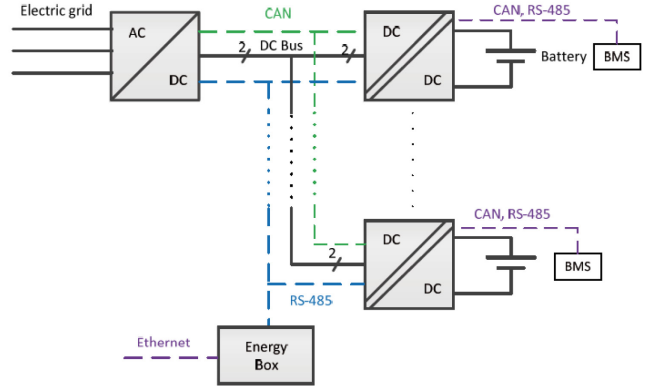 Electric grid
CAN
CAN, RS-485
AC
DC
2
DC Bus
2
DC
DC
Battery
BMS
CAN, RS-485
DC
DC
2
BMS
RS-485
Ethernet
Energy
Box